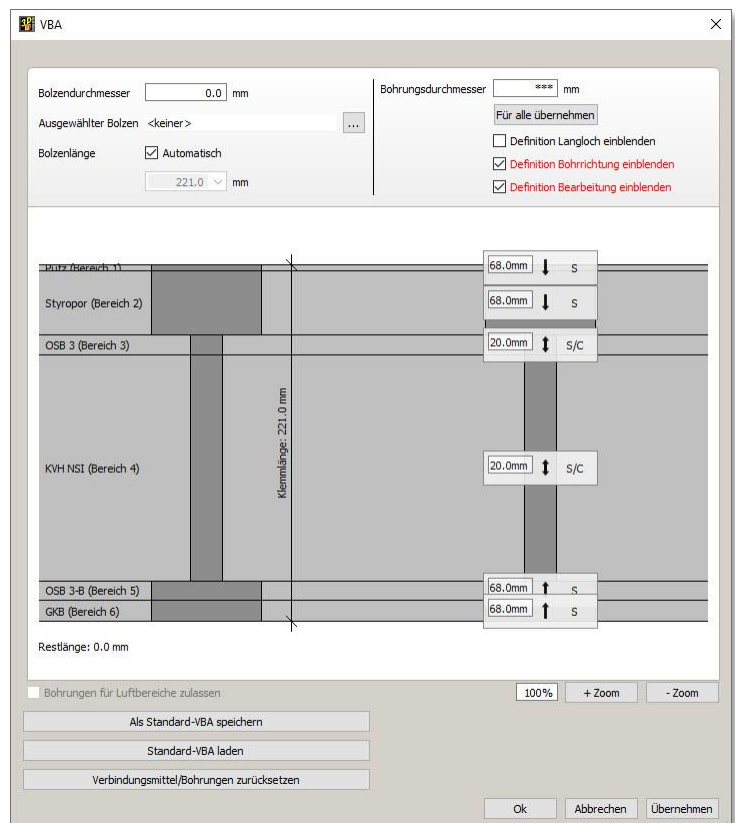 VBA
Bolzendurchmesser 0.0 mm
Ausgewählter Bolzen <keiner> ...
Bolzenlänge Automatisch
221.0 mm
Bohrungsdurchmesser *** mm
Für alle übernehmen
Definition Langloch einblenden
Definition Bohrrichtung einblenden
Definition Bearbeitung einblenden
Putz (Bereich 1)
68.0mm S
Styropor (Bereich 2)
68.0mm S
OSB 3 (Bereich 3)
20.0mm S/C
Klemmlänge: 221.0 mm
KVH NSI (Bereich 4)
20.0mm S/C
OSB 3-B (Bereich 5)
68.0mm S
GKB (Bereich 6)
68.0mm S
Restlänge: 0.0 mm
Bohrungen für Luftbereiche zulassen
100% + Zoom - Zoom
Als Standard-VBA speichern
Standard-VBA laden
Verbindungsmittel/Bohrungen zurücksetzen
Ok Abbrechen Übernehmen